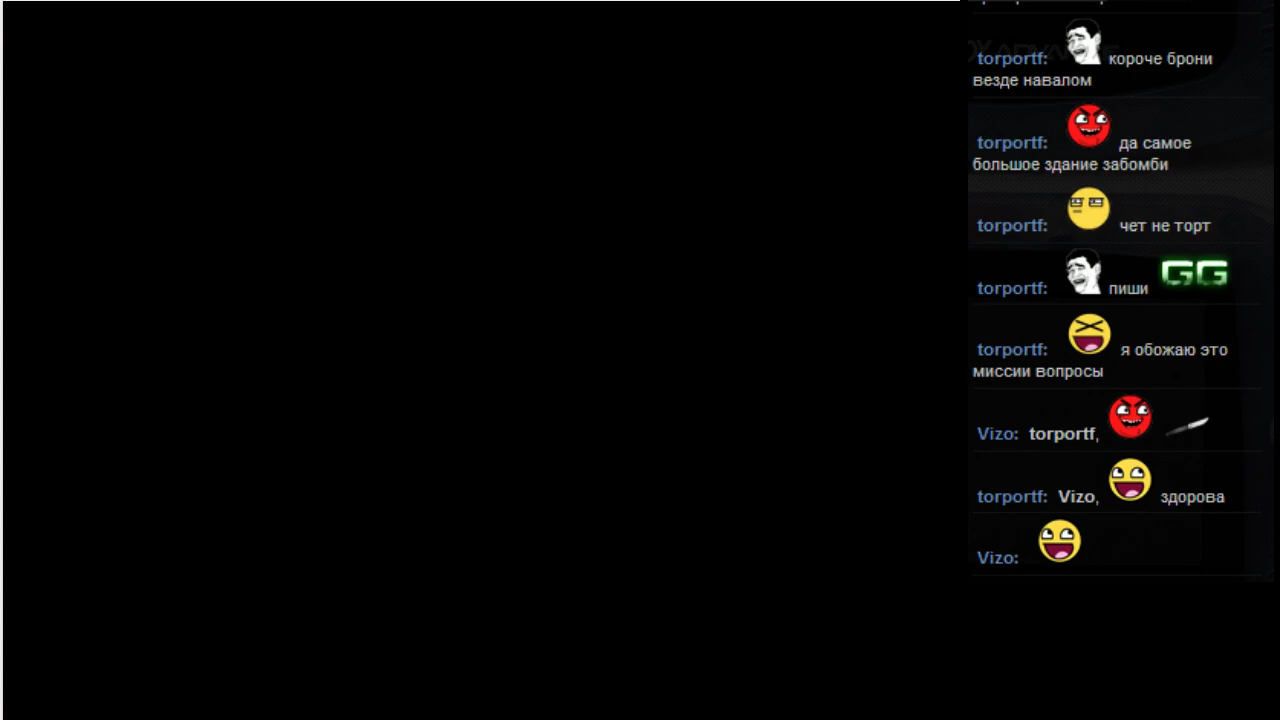 torportf: короче брони
везде навалом
torportf: да самое
большое здание забомби
torportf: чет не торт
torportf: пиши GG
torportf: я обожаю это
миссии вопросы
Vizo: torportf,
torportf: Vizo, здорова
Vizo: